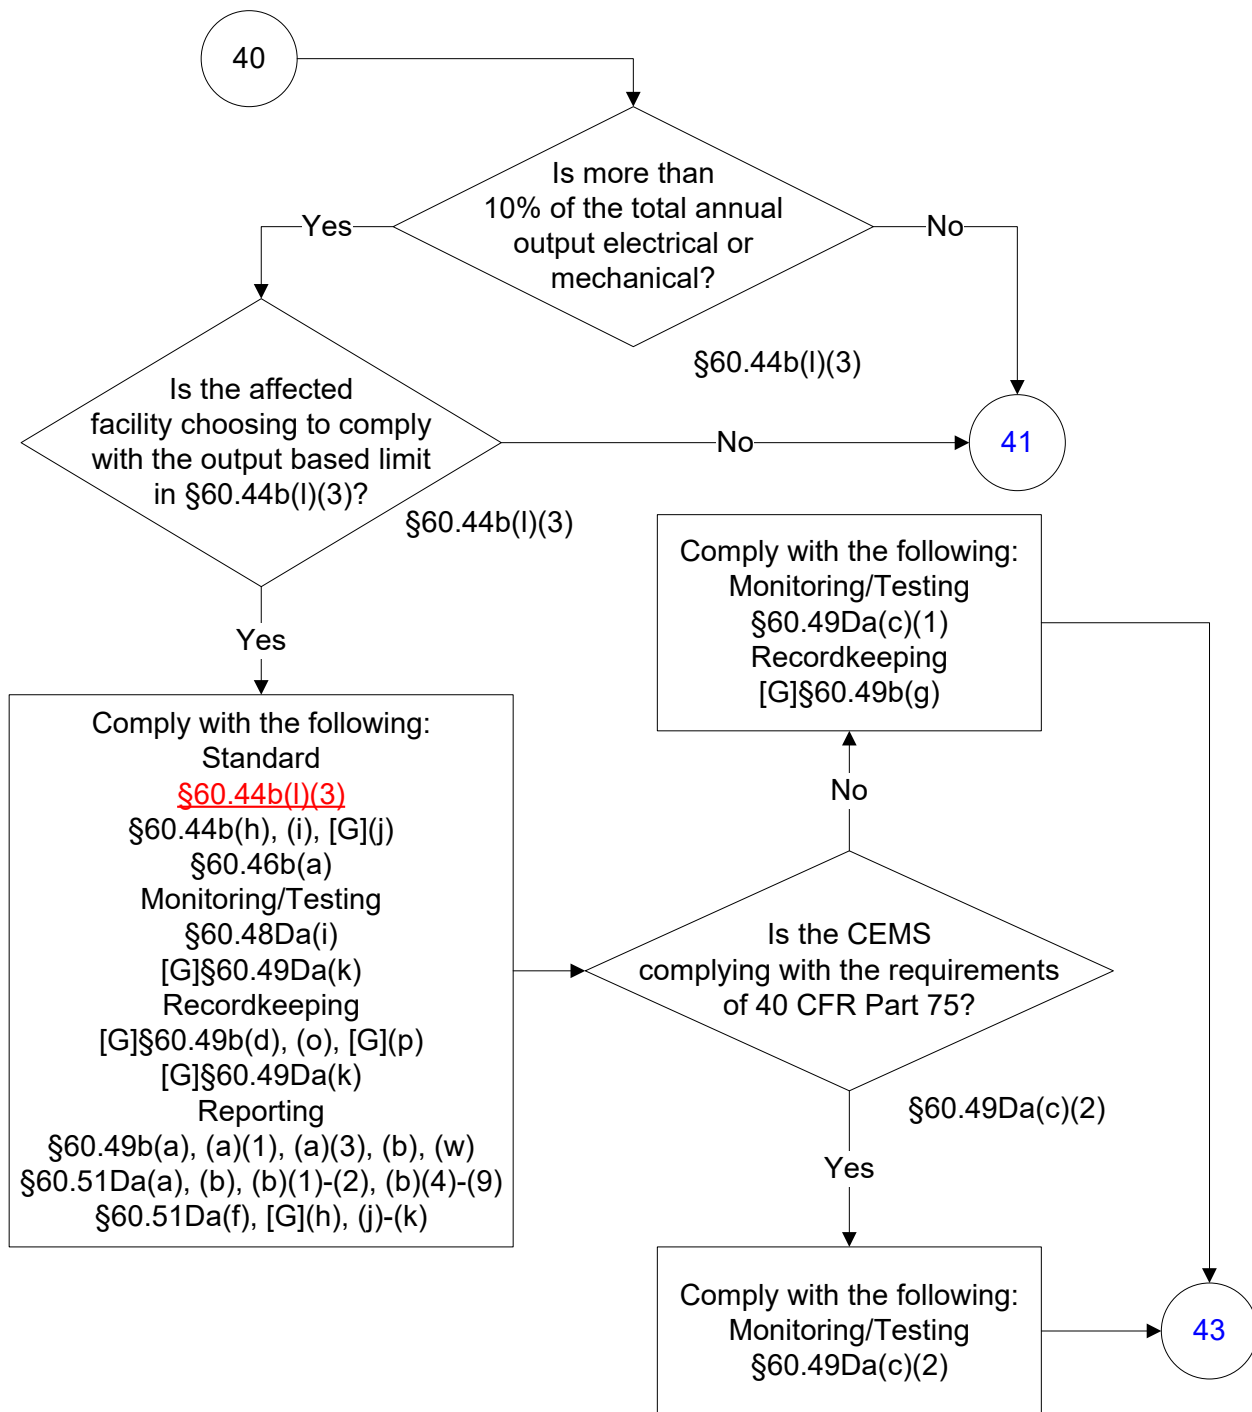 40
Is more than
10% of the total annual
output electrical or
mechanical?
Yes
No
§60.44b(l)(3)
Is the affected
facility choosing to comply
with the output based limit
in §60.44b(l)(3)?
No
41
§60.44b(l)(3)
Yes
Comply with the following:
Monitoring/Testing
§60.49Da(c)(1)
Recordkeeping
[G]§60.49b(g)
Comply with the following:
Standard
§60.44b(l)(3)
§60.44b(h), (i), [G](j)
§60.46b(a)
Monitoring/Testing
§60.48Da(i)
[G]§60.49Da(k)
Recordkeeping
[G]§60.49b(d), (o), [G](p)
[G]§60.49Da(k)
Reporting
§60.49b(a), (a)(1), (a)(3), (b), (w)
§60.51Da(a), (b), (b)(1)-(2), (b)(4)-(9)
§60.51Da(f), [G](h), (j)-(k)
No
Is the CEMS
complying with the requirements
of 40 CFR Part 75?
§60.49Da(c)(2)
Yes
Comply with the following:
Monitoring/Testing
§60.49Da(c)(2)
43